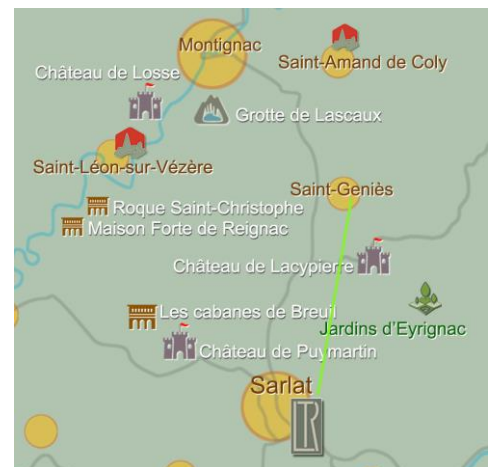 Montignac
Saint-Amand de Coly
Château de Losse
Grotte de Lascaux
Saint-Léon-sur-Vézère
Saint-Geniès
Roque Saint-Christophe
Maison Forte de Reignac
Château de Lacypierre
Les cabanes de Breuil
Jardins d'Eyrignac
Château de Puymartin
Sarlat
LTR